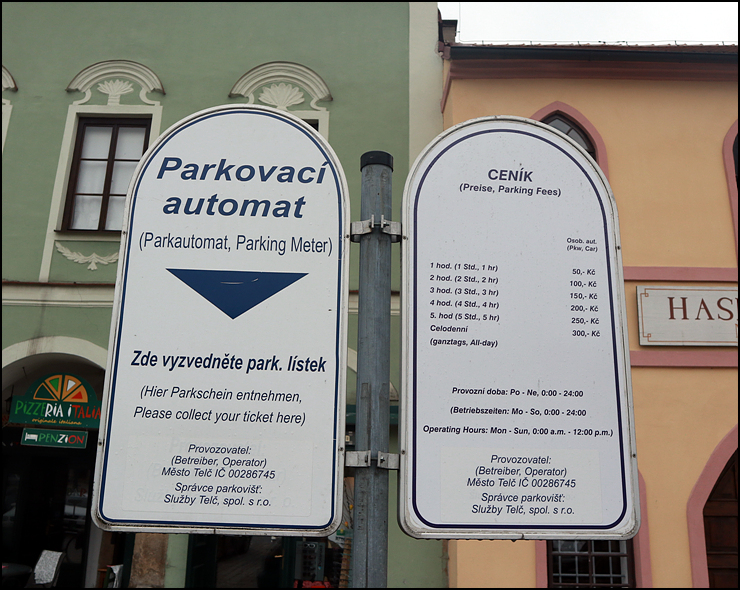 Parkovací
automat
(Parkautomat, Parking Meter)
Zde vyzvedněte park. lístek
(Hier Parkschein entnehmen,
Please collect your ticket here)
Provozovatel:
(Betreiber, Operator)
Město Telč IČ 00286745
Správce parkovišť:
Služby Telč, spol. s r.o.
CENÍK
(Preise, Parking Fees)
Osob. aut.
(Pkw, Car)
1 hod. (1 Std., 1 hr) 50,- Kč
2 hod. (2 Std., 2 hr) 100,- Kč
3 hod. (3 Std., 3 hr) 150,- Kč
4 hod. (4 Std., 4 hr) 200,- Kč
5. hod (5 Std., 5 hr) 250,- Kč
Celodenní 300,- Kč
(ganztags, All-day)
Provozní doba: Po - Ne, 0:00 - 24:00
(Betriebszeiten: Mo - So, 0:00 - 24:00
Operating Hours: Mon - Sun, 0:00 a.m. - 12:00 p.m.)
Provozovatel:
(Betreiber, Operator)
Město Telč IČ 00286745
Správce parkovišť:
Služby Telč, spol. s r.o.
PIZZERIA iTALIA
originale italiana
PENZION
HAS